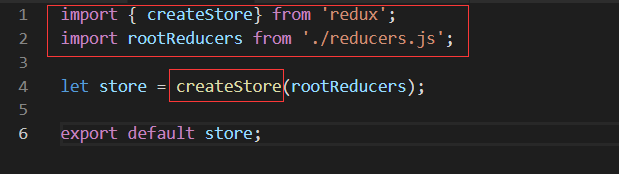 1 import { createStore} from 'redux';
2 import rootReducers from './reducers.js';
3
4 let store = createStore(rootReducers);
5
6 export default store;